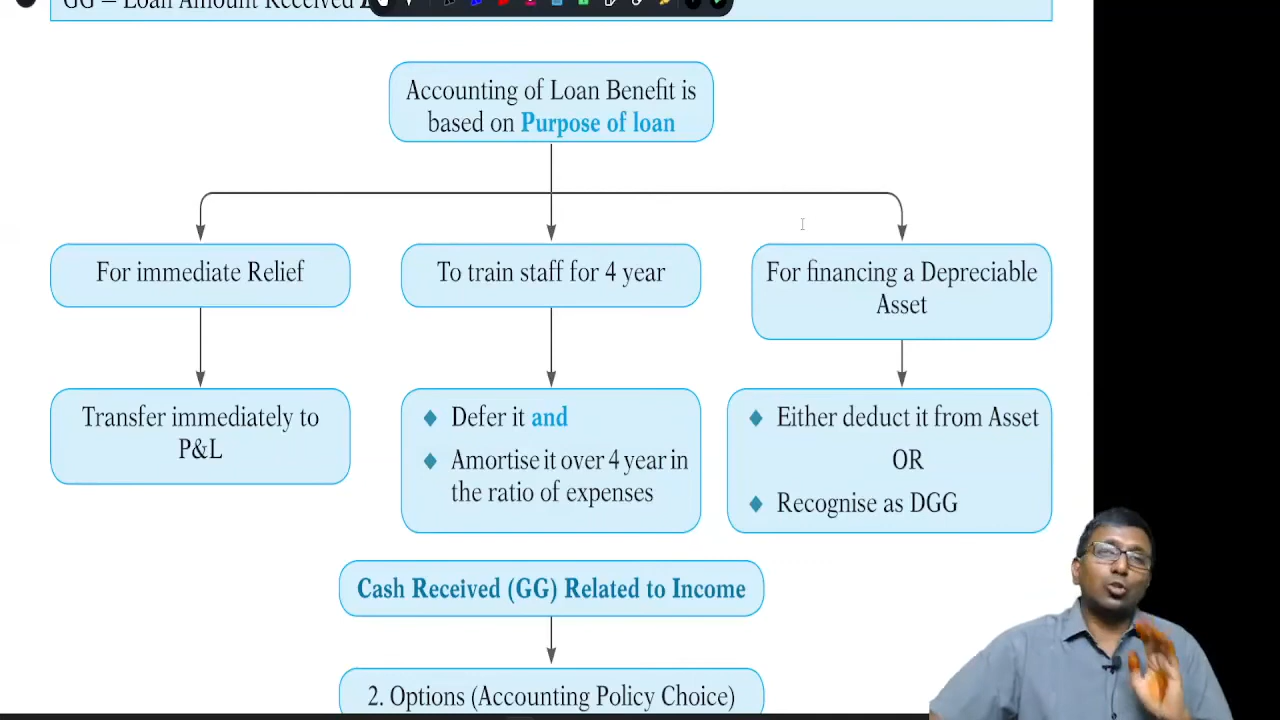 GG – Loan Amount Received
Accounting of Loan Benefit is
based on Purpose of loan
For immediate Relief
To train staff for 4 year
For financing a Depreciable
Asset
Transfer immediately to
P&L
Defer it and
Amortise it over 4 year in
the ratio of expenses
Either deduct it from Asset
OR
Recognise as DGG
Cash Received (GG) Related to Income
2. Options (Accounting Policy Choice)